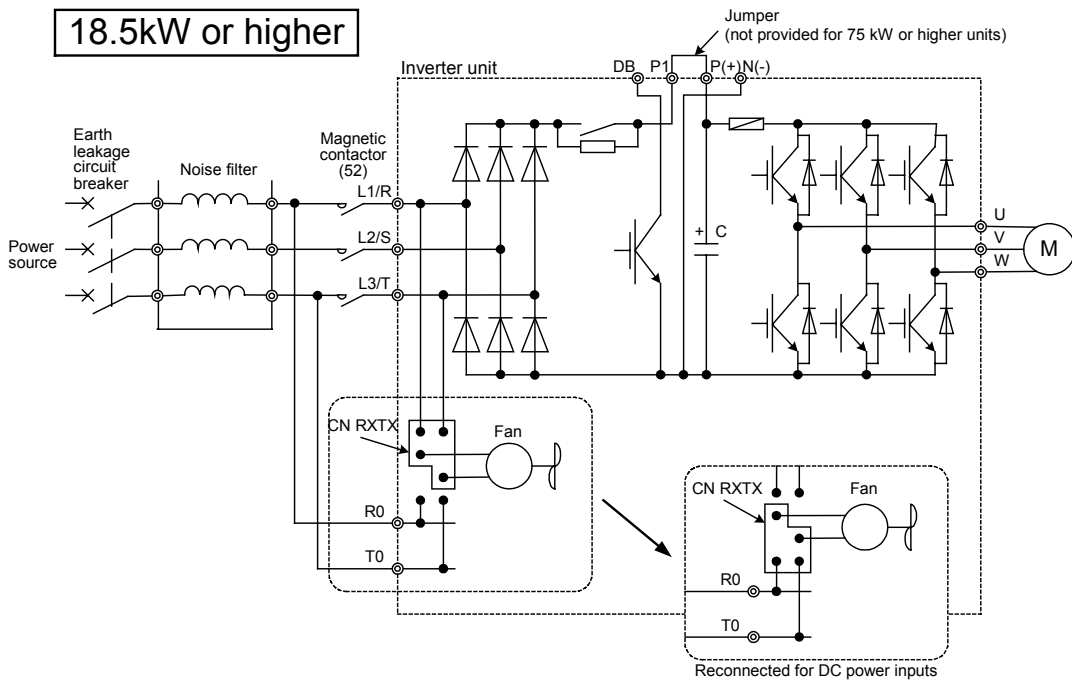 18.5kW or higher
Jumper
(not provided for 75 kW or higher units)
Inverter unit
DB
P1
P(+)
N(-)
Earth
leakage
circuit
breaker
Noise filter
Magnetic
contactor
(52)
L1/R
L2/S
L3/T
Power
source
+
C
U
V
W
M
CN RXTX
Fan
R0
T0
CN RXTX
Fan
R0
T0
Reconnected for DC power inputs